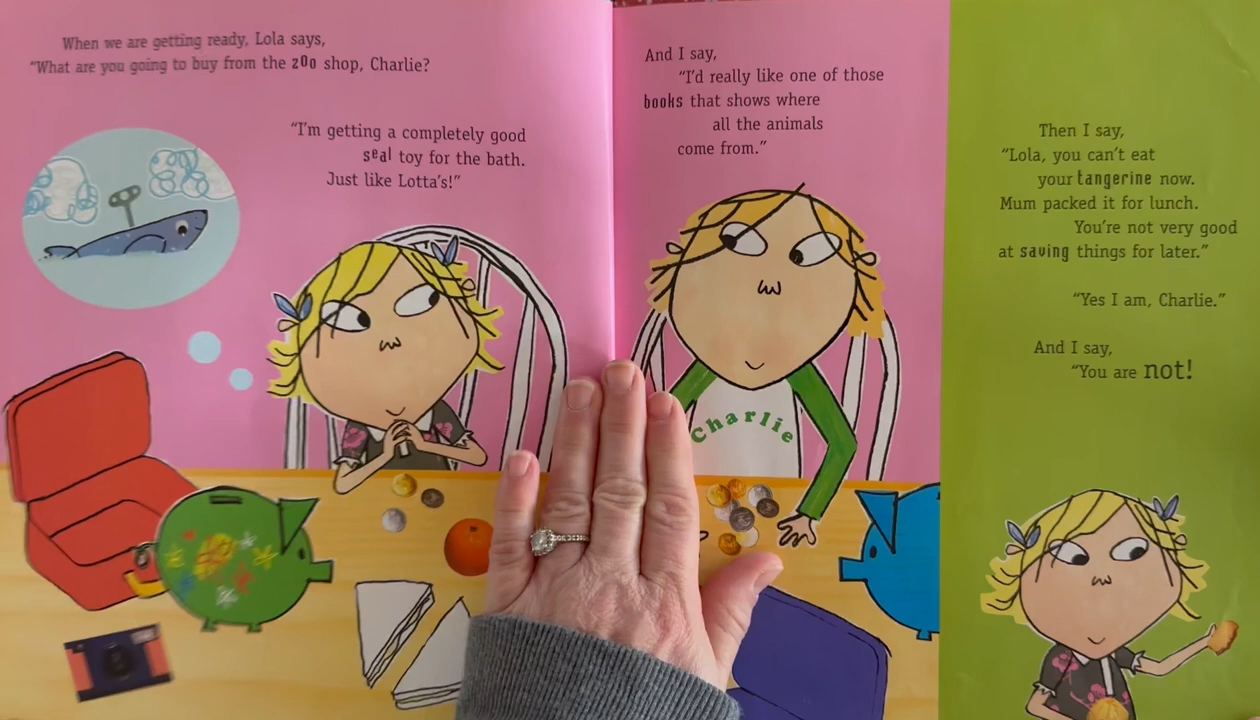 When we are getting ready, Lola says,
“What are you going to buy from the zoo shop, Charlie?
“I’m getting a completely good
seal toy for the bath.
Just like Lotta’s!”
And I say,
“I’d really like one of those
books that shows where
all the animals
come from.”
Charlie
Then I say,
“Lola, you can’t eat
your tangerine now.
Mum packed it for lunch.
You’re not very good
at saving things for later.”
“Yes I am, Charlie.”
And I say,
“You are not!